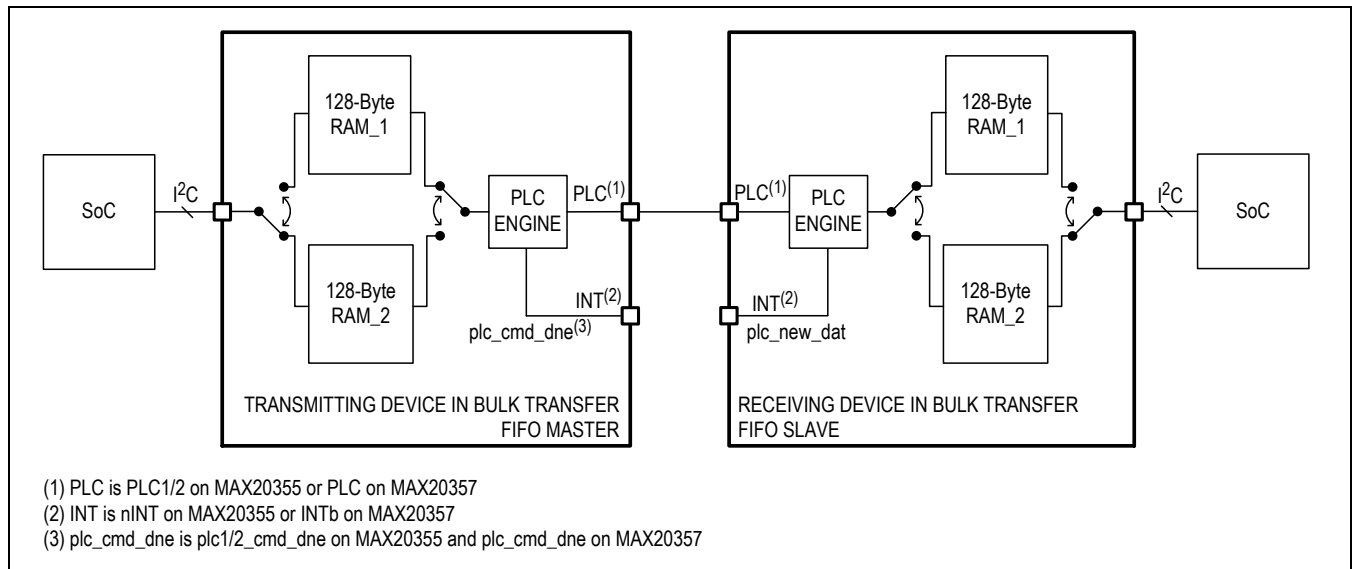 SoC
I²C
128-Byte
RAM_1
128-Byte
RAM_2
PLC
ENGINE
PLC(1)
INT(2)
plc_cmd_dne(3)
TRANSMITTING DEVICE IN BULK TRANSFER
FIFO MASTER
PLC(1)
PLC
ENGINE
INT(2)
plc_new_dat
128-Byte
RAM_1
128-Byte
RAM_2
RECEIVING DEVICE IN BULK TRANSFER
FIFO SLAVE
I²C
SoC
(1) PLC is PLC1/2 on MAX20355 or PLC on MAX20357
(2) INT is nINT on MAX20355 or INTb on MAX20357
(3) plc_cmd_dne is plc1/2_cmd_dne on MAX20355 and plc_cmd_dne on MAX20357